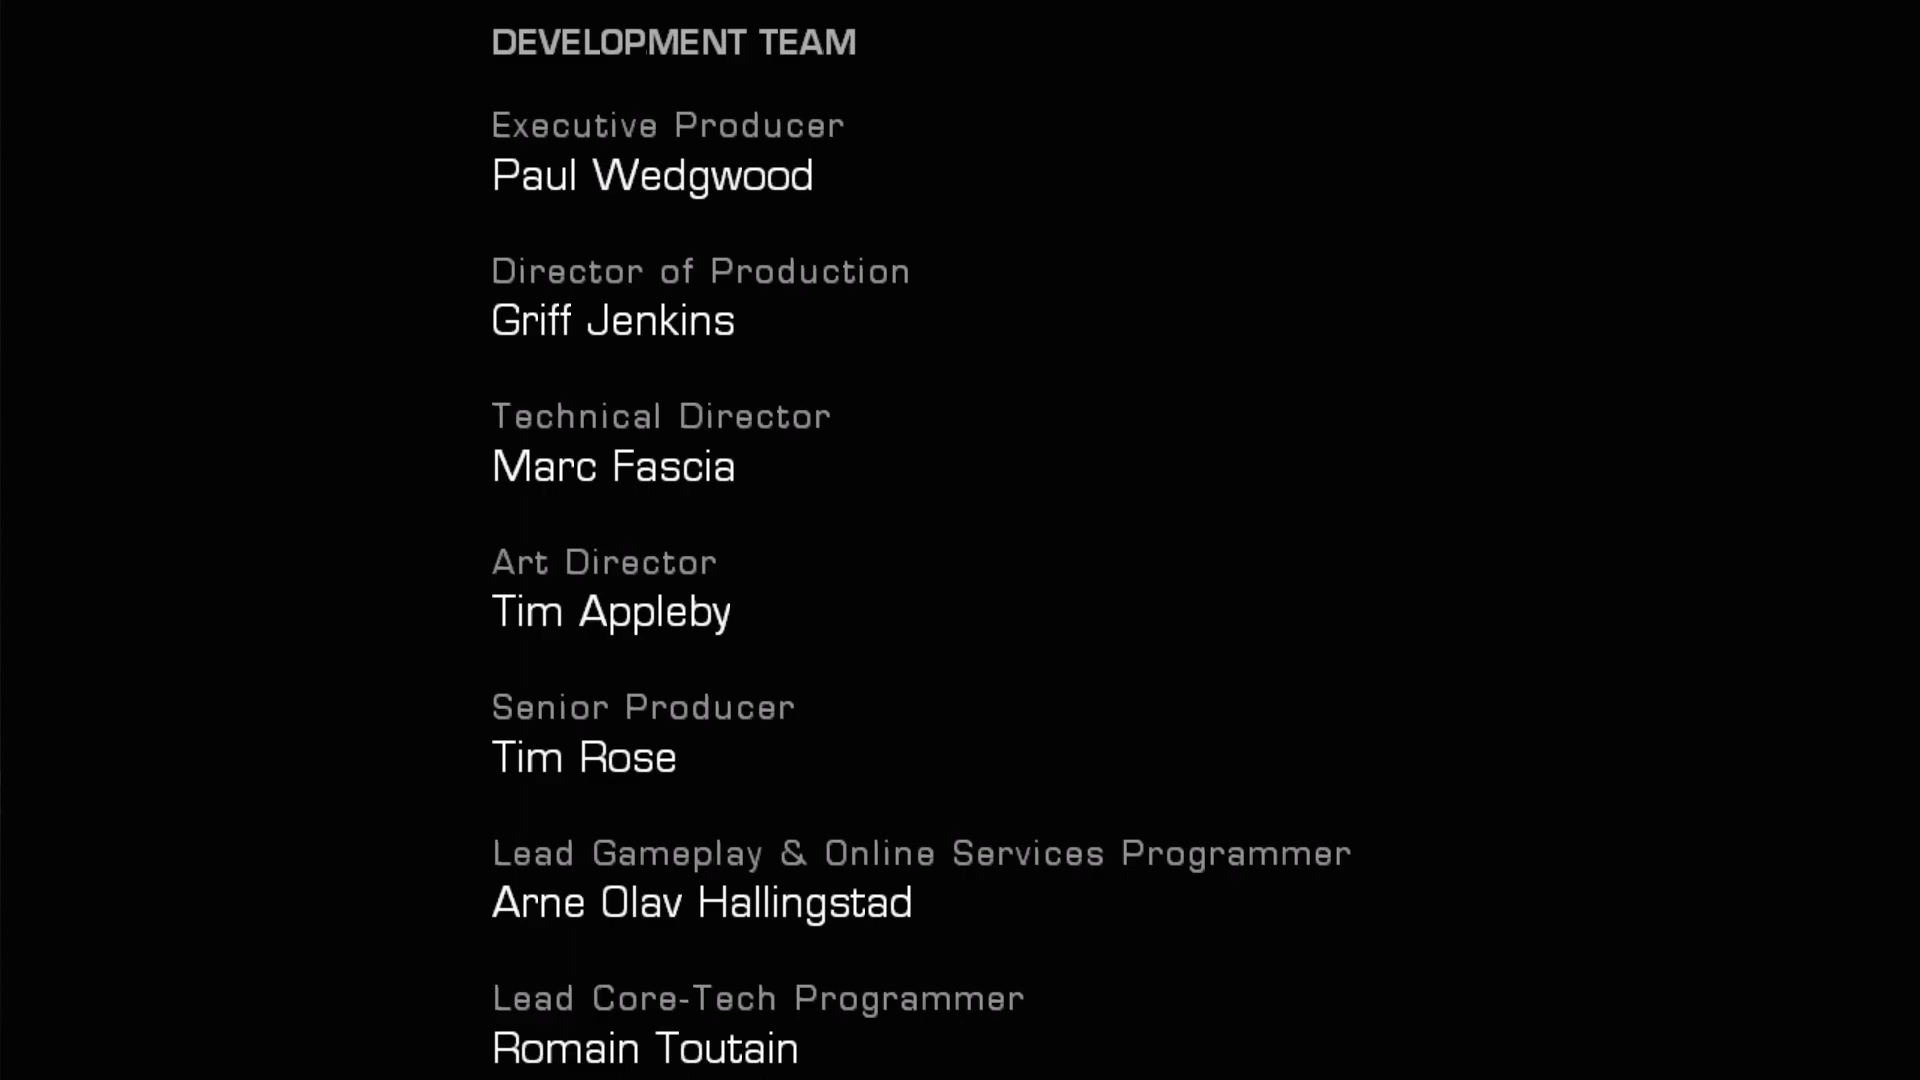 DEVELOPMENT TEAM
Executive Producer
Paul Wedgwood
Director of Production
Griff Jenkins
Technical Director
Marc Fascia
Art Director
Tim Appleby
Senior Producer
Tim Rose
Lead Gameplay & Online Services Programmer
Arne Olav Hallingstad
Lead Core-Tech Programmer
Romain Toutain